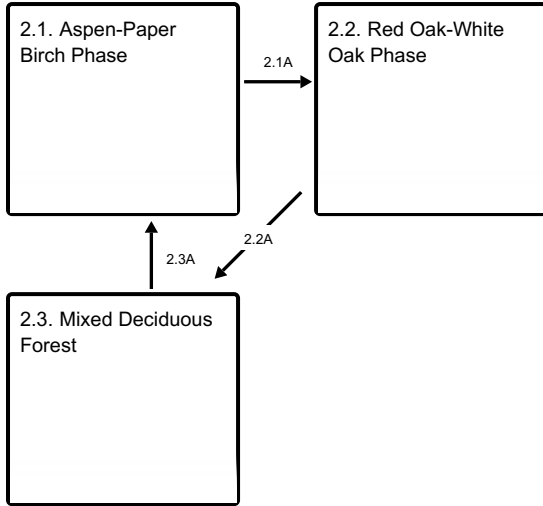 2.1. Aspen-Paper
Birch Phase
2.1A
2.2. Red Oak-White
Oak Phase
2.2A
2.3A
2.3. Mixed Deciduous
Forest